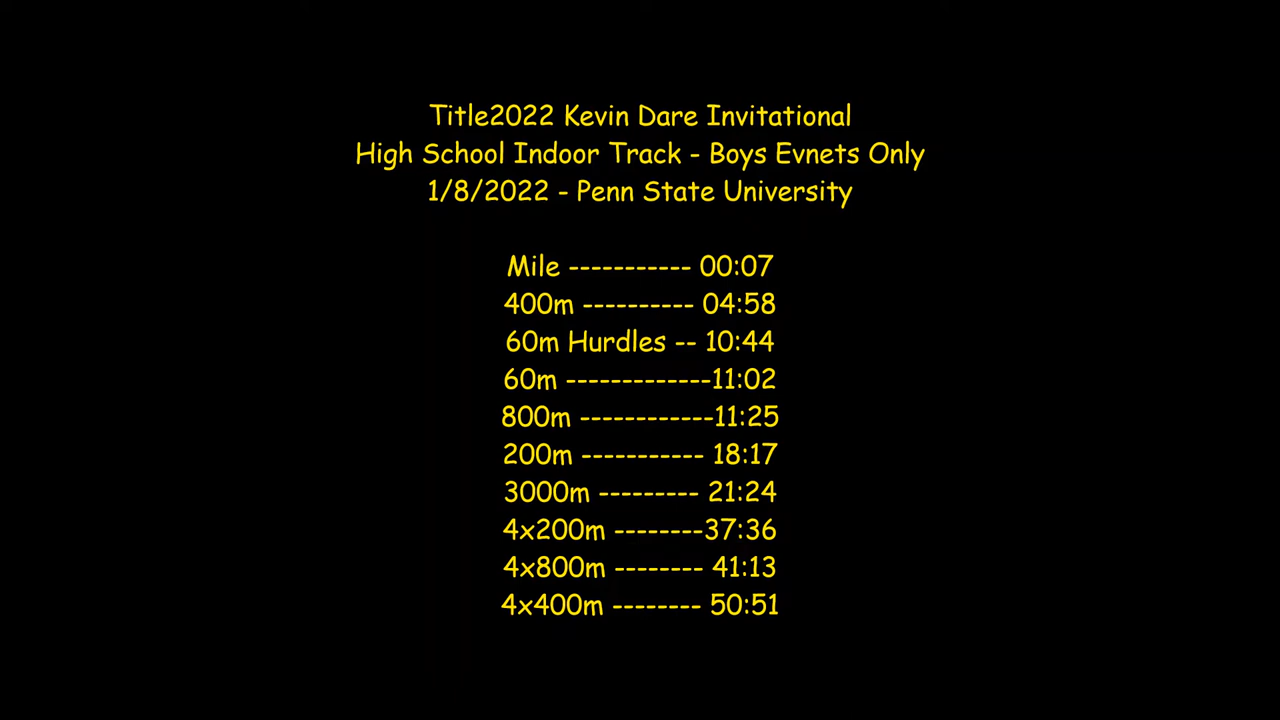 Title2022 Kevin Dare Invitational
High School Indoor Track - Boys Evnets Only
1/8/2022 - Penn State University
Mile ----------- 00:07
400m ---------- 04:58
60m Hurdles -- 10:44
60m -------------11:02
800m ------------11:25
200m ----------- 18:17
3000m --------- 21:24
4x200m --------37:36
4x800m -------- 41:13
4x400m -------- 50:51